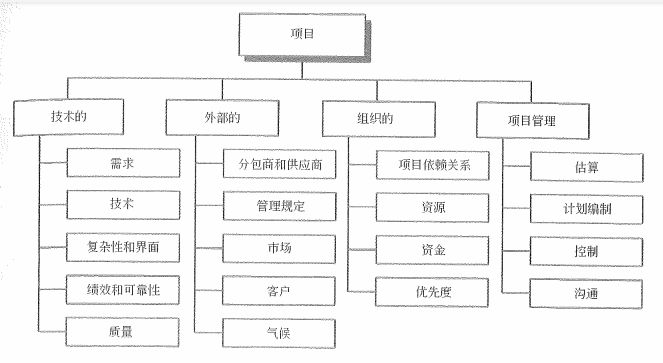 项目
技术的
外部的
组织的
项目管理
需求
技术
复杂性和界面
绩效和可靠性
质量
分包商和供应商
管理规定
市场
客户
气候
项目依赖关系
资源
资金
优先度
估算
计划编制
控制
沟通